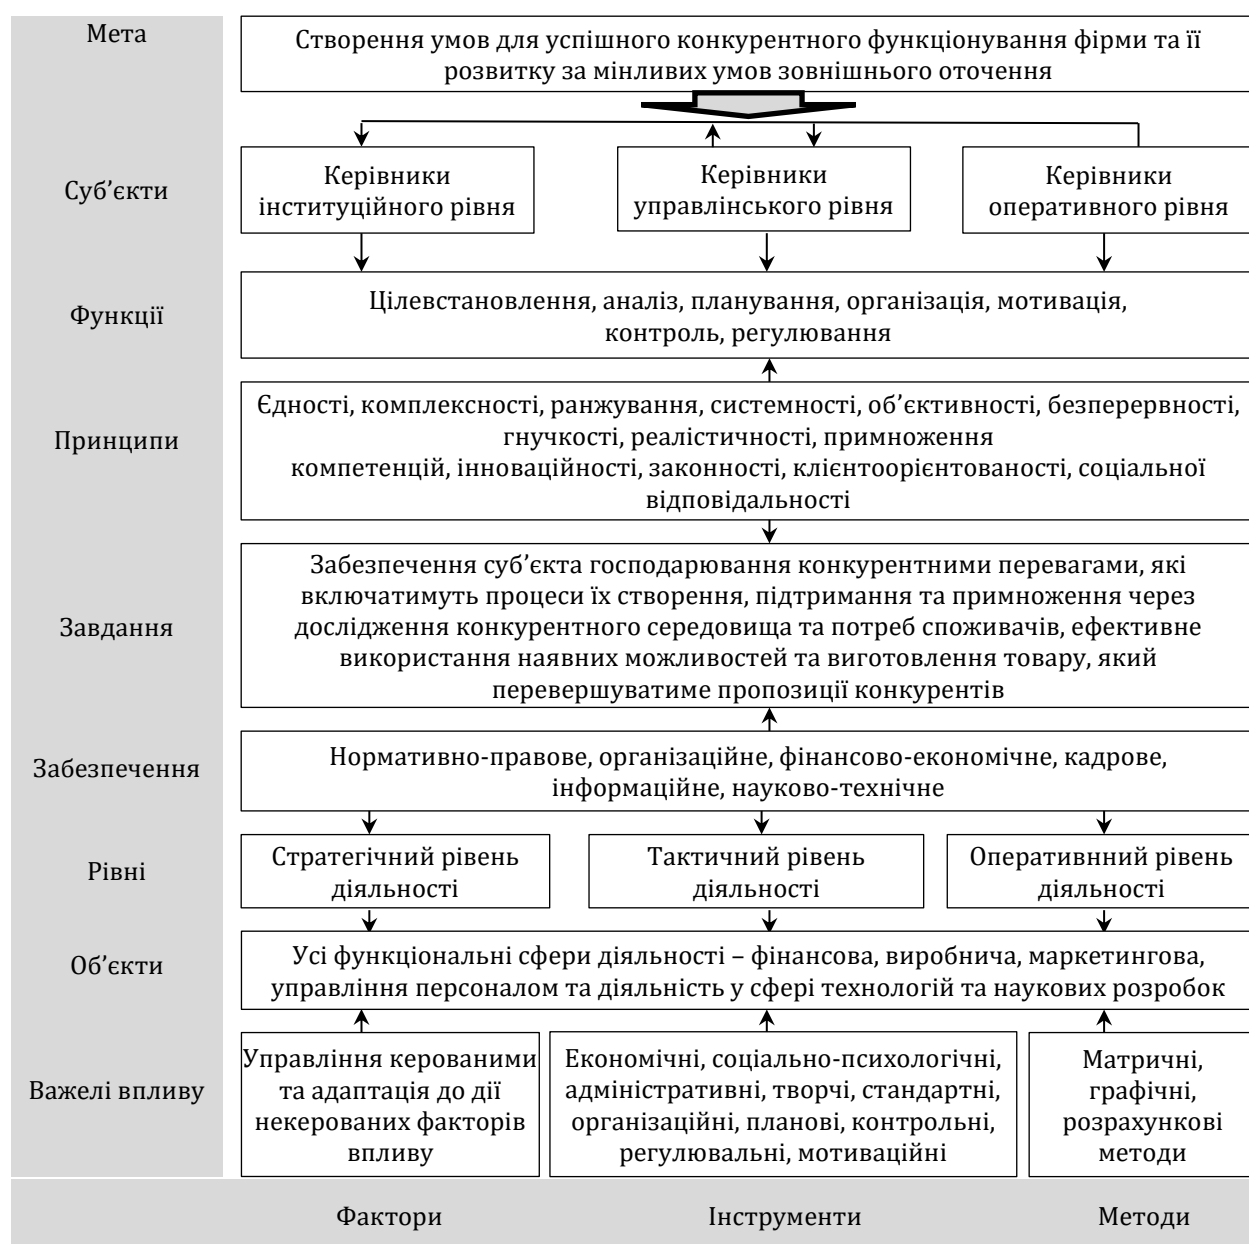 Мета
Створення умов для успішного конкурентного функціонування фірми та її
розвитку за мінливих умов зовнішнього оточення
Суб’єкти
Керівники
інституційного рівня
Керівники
управлінського рівня
Керівники
оперативного рівня
Функції
Цілевстановлення, аналіз, планування, організація, мотивація,
контроль, регулювання
Принципи
Єдності, комплексності, ранжування, системності, об’єктивності, безперервності,
гнучкості, реалістичності, примноження
компетенцій, інноваційності, законності, клієнтоорієнтованості, соціальної
відповідальності
Завдання
Забезпечення суб’єкта господарювання конкурентними перевагами, які
включатимуть процеси їх створення, підтримання та примноження через
дослідження конкурентного середовища та потреб споживачів, ефективне
використання наявних можливостей та виготовлення товару, який
перевершуватиме пропозиції конкурентів
Забезпечення
Нормативно-правове, організаційне, фінансово-економічне, кадрове,
інформаційне, науково-технічне
Рівні
Стратегічний рівень
діяльності
Тактичний рівень
діяльності
Оперативнний рівень
діяльності
Об’єкти
Усі функціональні сфери діяльності – фінансова, виробнича, маркетингова,
управління персоналом та діяльність у сфері технологій та наукових розробок
Важелі впливу
Управління керованими
та адаптація до дії
некерованих факторів
впливу
Економічні, соціально-психологічні,
адміністративні, творчі, стандартні,
організаційні, планові, контрольні,
регулювальні, мотиваційні
Матричні,
графічні,
розрахункові
методи
Фактори
Інструменти
Методи